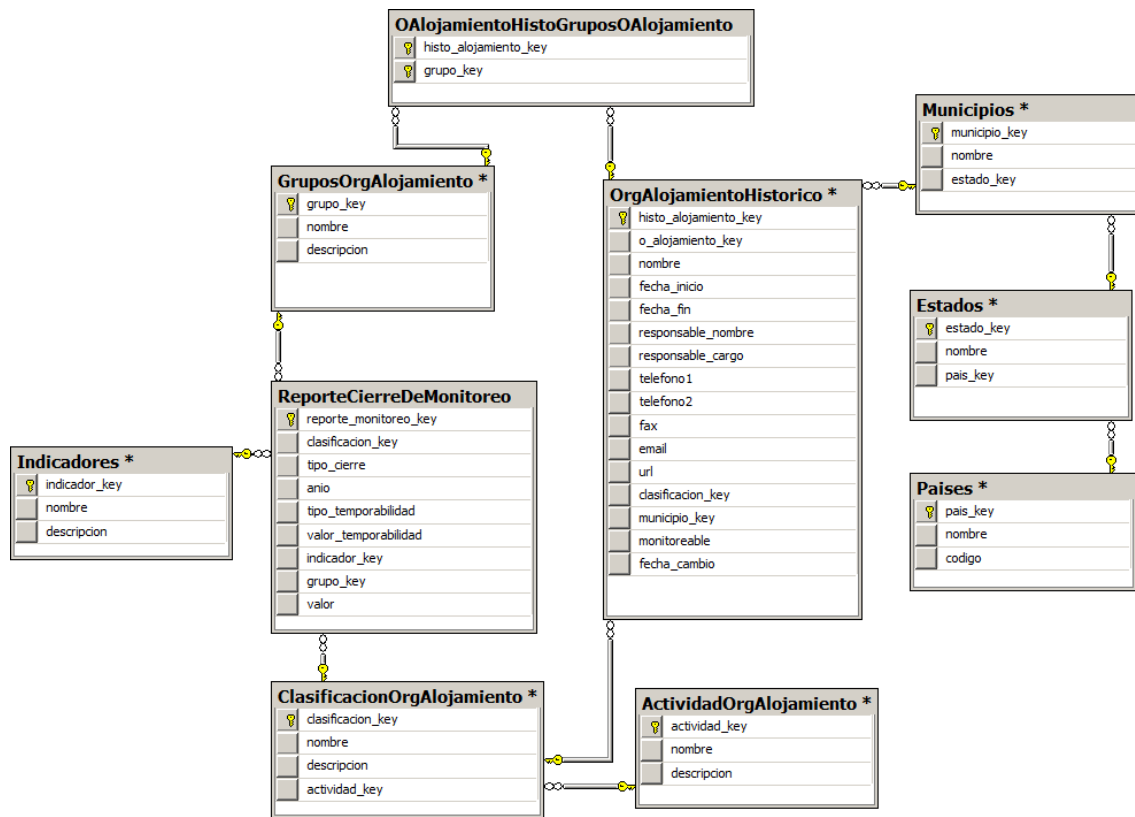 OAlojamientoHistoGruposOAlojamiento
histo_alojamiento_key
grupo_key
Municipios *
municipio_key
nombre
estado_key
GruposOrgAlojamiento *
grupo_key
nombre
descripcion
OrgAlojamientoHistorico *
histo_alojamiento_key
o_alojamiento_key
nombre
fecha_inicio
fecha_fin
responsable_nombre
responsable_cargo
telefono1
telefono2
fax
email
url
clasificacion_key
municipio_key
monitoreable
fecha_cambio
Estados *
estado_key
nombre
pais_key
ReporteCierreDeMonitoreo
reporte_monitoreo_key
clasificacion_key
tipo_cierre
anio
tipo_temporabilidad
valor_temporabilidad
indicador_key
grupo_key
valor
Indicadores *
indicador_key
nombre
descripcion
Paises *
pais_key
nombre
codigo
ClasificacionOrgAlojamiento *
clasificacion_key
nombre
descripcion
actividad_key
ActividadOrgAlojamiento *
actividad_key
nombre
descripcion